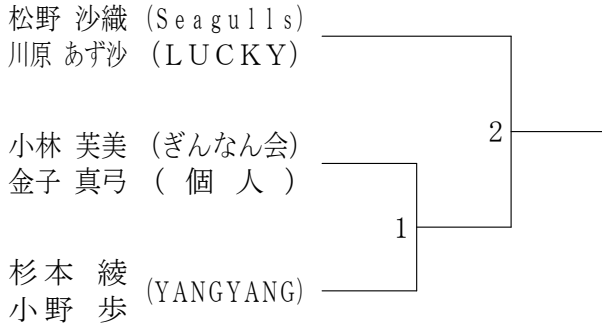 松野 沙織 (Seagulls)
川原 あず沙 (LUCKY)
2
小林 芙美 (ぎんなん会)
金子 真弓 (個人)
1
杉本 綾
小野 歩
(YANGYANG)